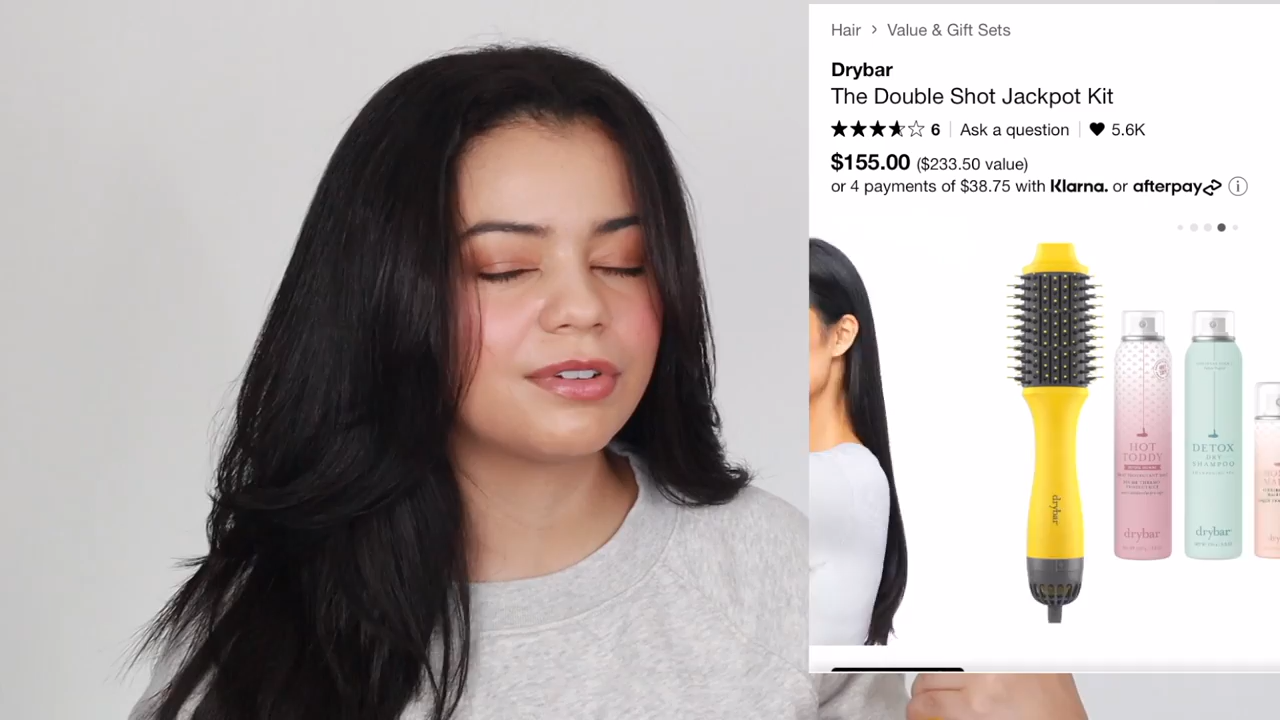 Hair > Value & Gift Sets
Drybar
The Double Shot Jackpot Kit
6 Ask a question 5.6K
$155.00 ($233.50 value)
or 4 payments of $38.75 with Klarna. or afterpay
drybar
HOT
TODDY
drybar
DETOX
DRY
SHAMPOO
drybar